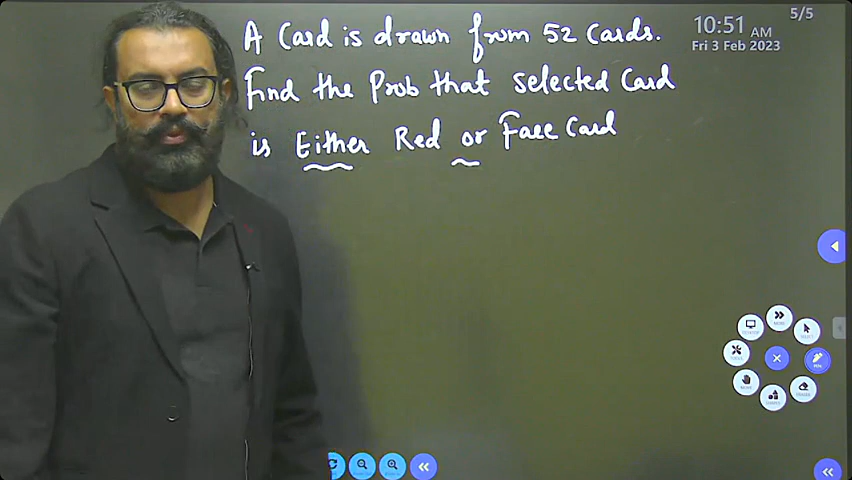 A Card is drawn from 52 Cards.
Find the Prob that selected Card
is Either Red or Face Card
10:51 AM
Fri 3 Feb 2023
5/5